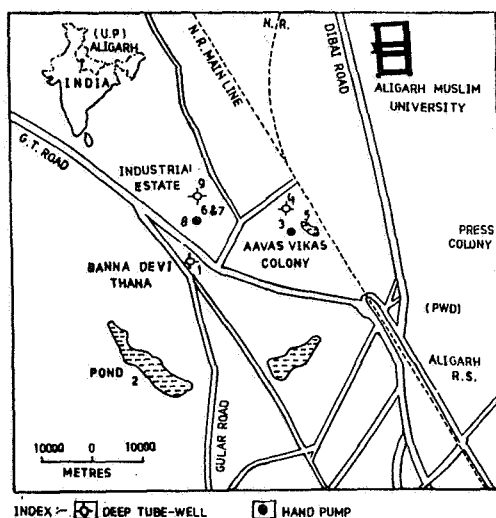 (U.P)
ALIGARH
INDIA
N.R.
N.R. MAIN LINE
DIBAI ROAD
ALIGARH MUSLIM
UNIVERSITY
G.T. ROAD
INDUSTRIAL
ESTATE
9
6&7
8
4
5
3
AAVAS VIKAS
COLONY
PRESS
COLONY
BANNA DEVI
THANA
1
(PWD)
ALIGARH
R.S.
POND 2
GULAR ROAD
10000 0 10000
METRES
INDEX :- DEEP TUBE-WELL HAND PUMP